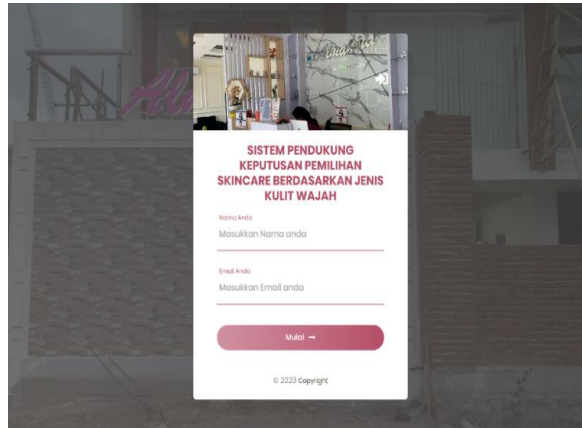 SISTEM PENDUKUNG
KEPUTUSAN PEMILIHAN
SKINCARE BERDASARKAN JENIS
KULIT WAJAH
Nama Anda
Masukkan Nama anda
Email Anda
Masukkan Email anda
Mulai →
© 2023 Copyright